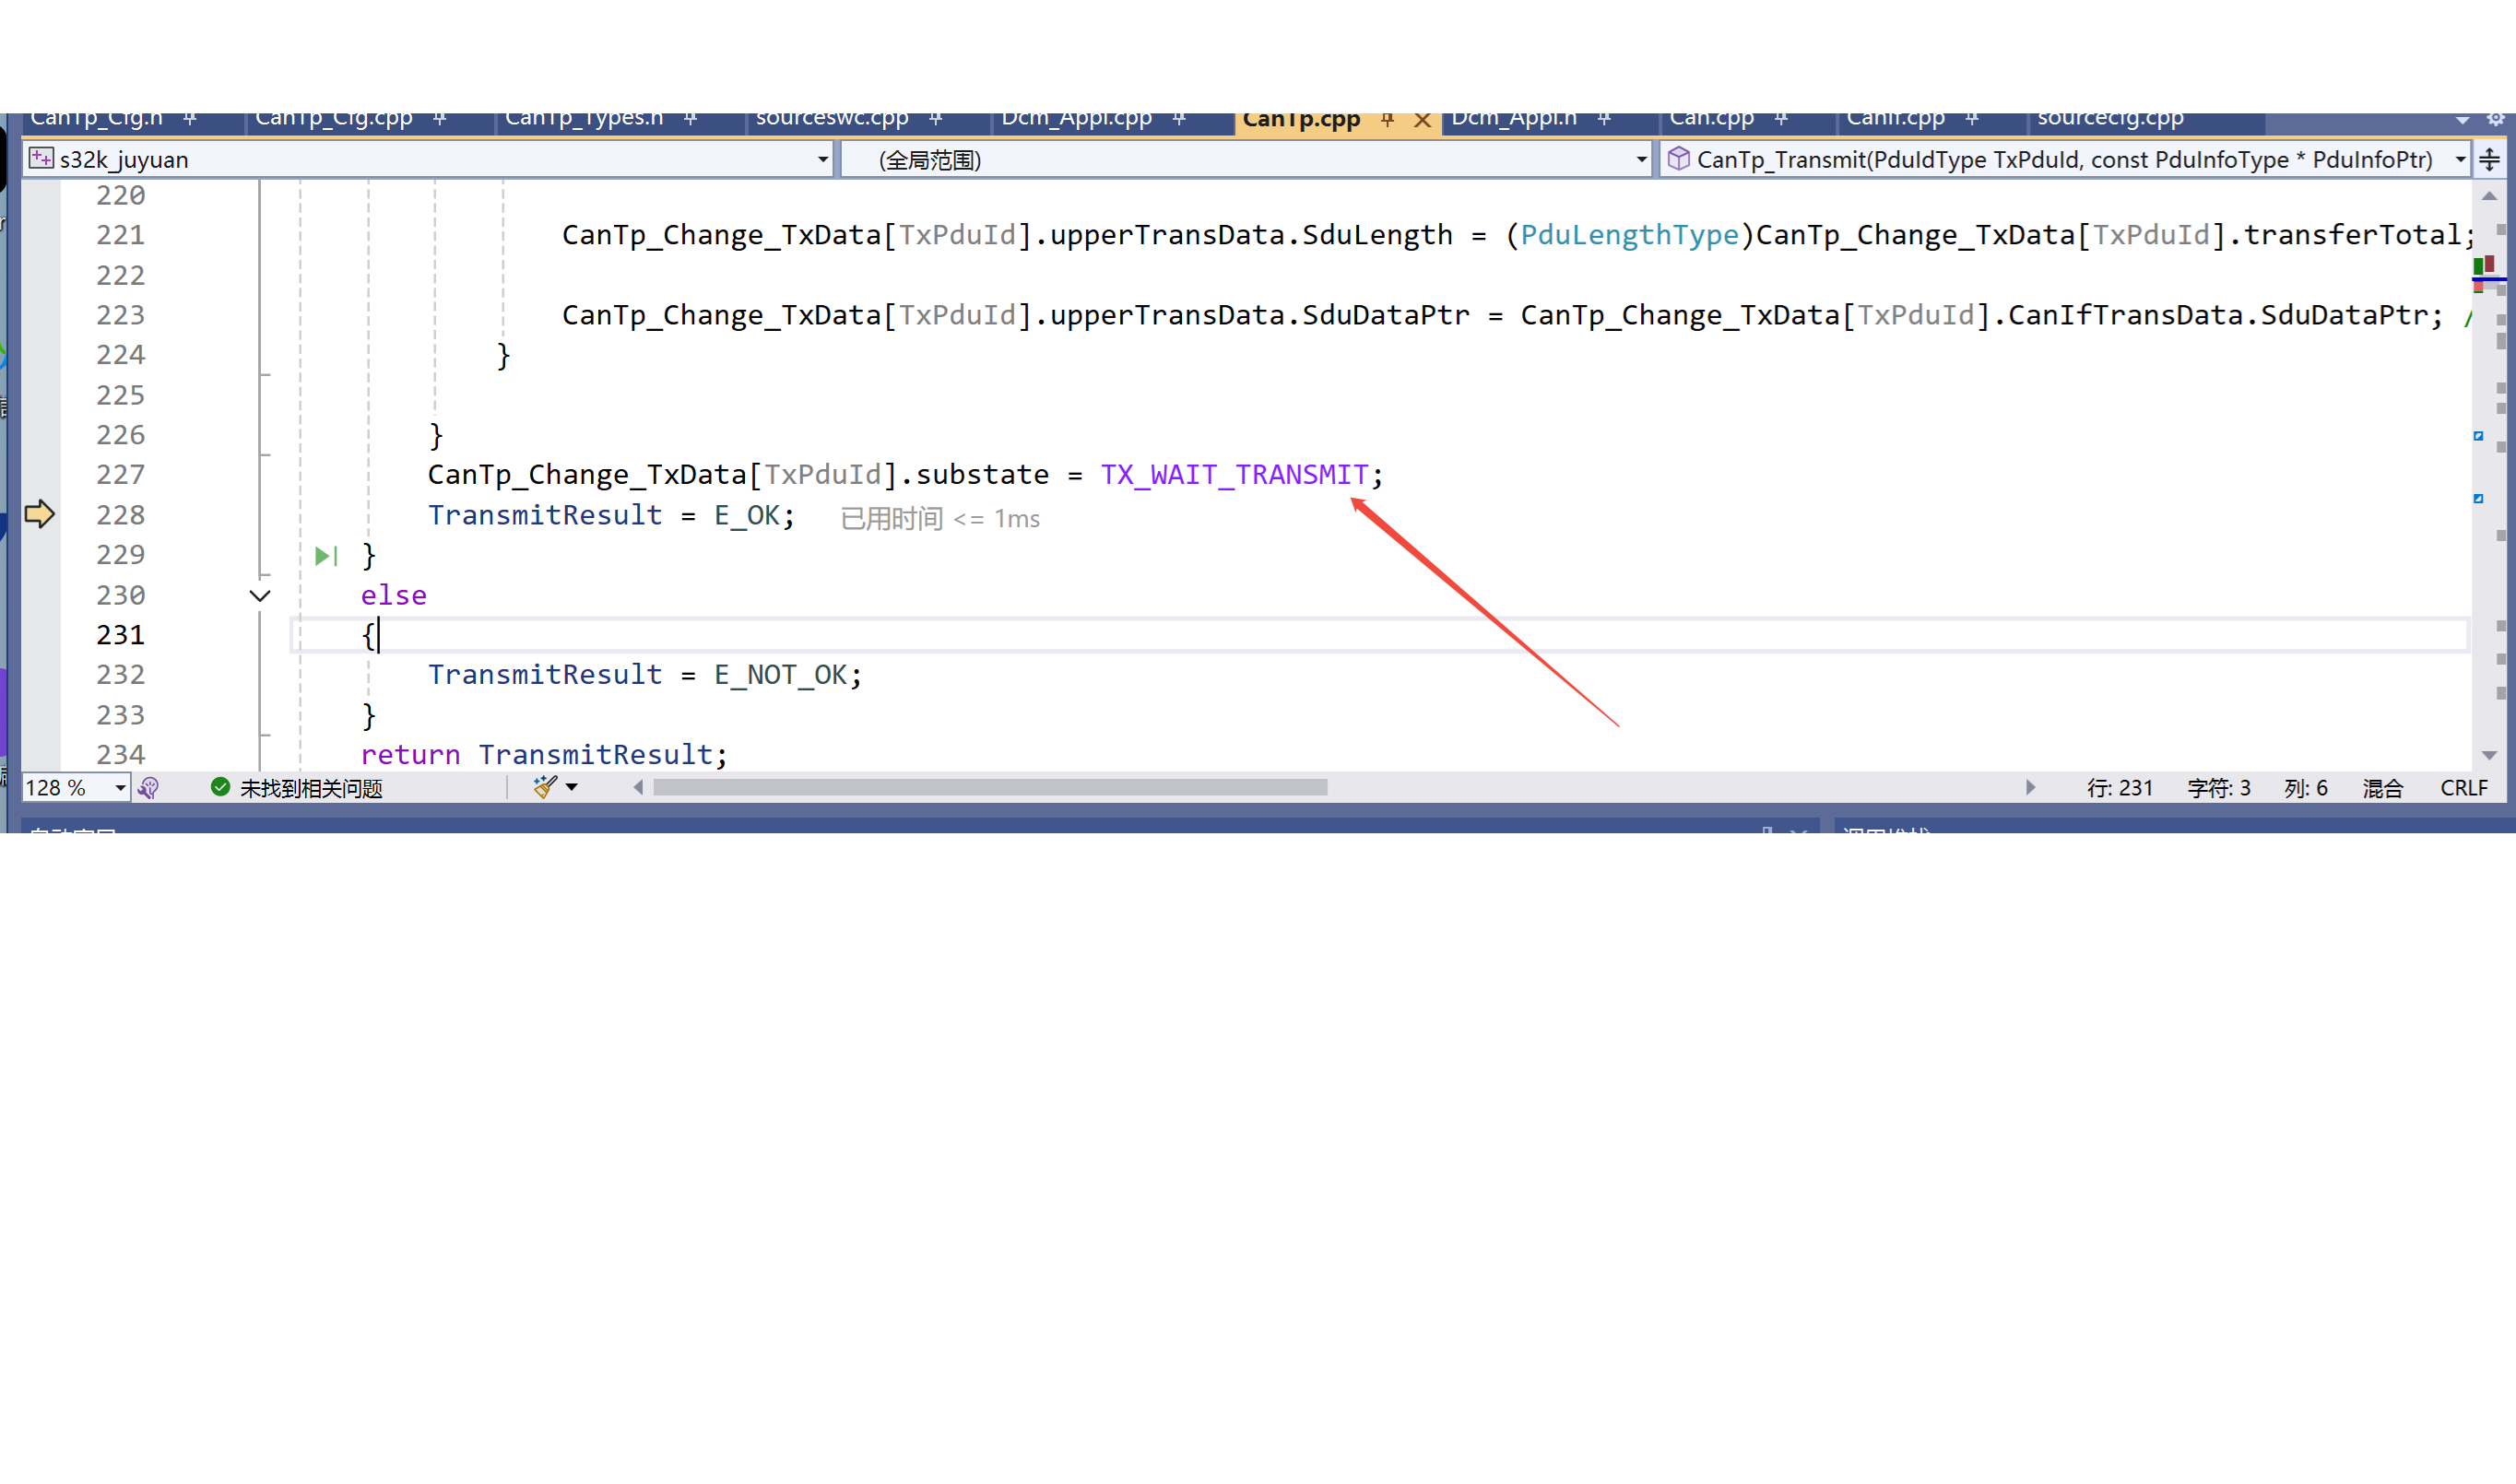 CanTp_Cfg.h CanTp_Cfg.cpp CanTp_Types.h sourceswc.cpp Dcm_Appl.cpp CanTp.cpp Dcm_Appl.h Can.cpp CanIf.cpp sourcecfg.cpp
s32k_juyuan (全局范围) CanTp_Transmit(PduIdType TxPduId, const PduInfoType * PduInfoPtr)
220
221 CanTp_Change_TxData[TxPduId].upperTransData.SduLength = (PduLengthType)CanTp_Change_TxData[TxPduId].transferTotal;
222
223 CanTp_Change_TxData[TxPduId].upperTransData.SduDataPtr = CanTp_Change_TxData[TxPduId].CanIfTransData.SduDataPtr; /
224 }
225
226 }
227 CanTp_Change_TxData[TxPduId].substate = TX_WAIT_TRANSMIT;
228 TransmitResult = E_OK; 已用时间 <= 1ms
229 }
230 else
231 {
232 TransmitResult = E_NOT_OK;
233 }
234 return TransmitResult;
128 % 未找到相关问题 行: 231 字符: 3 列: 6 混合 CRLF